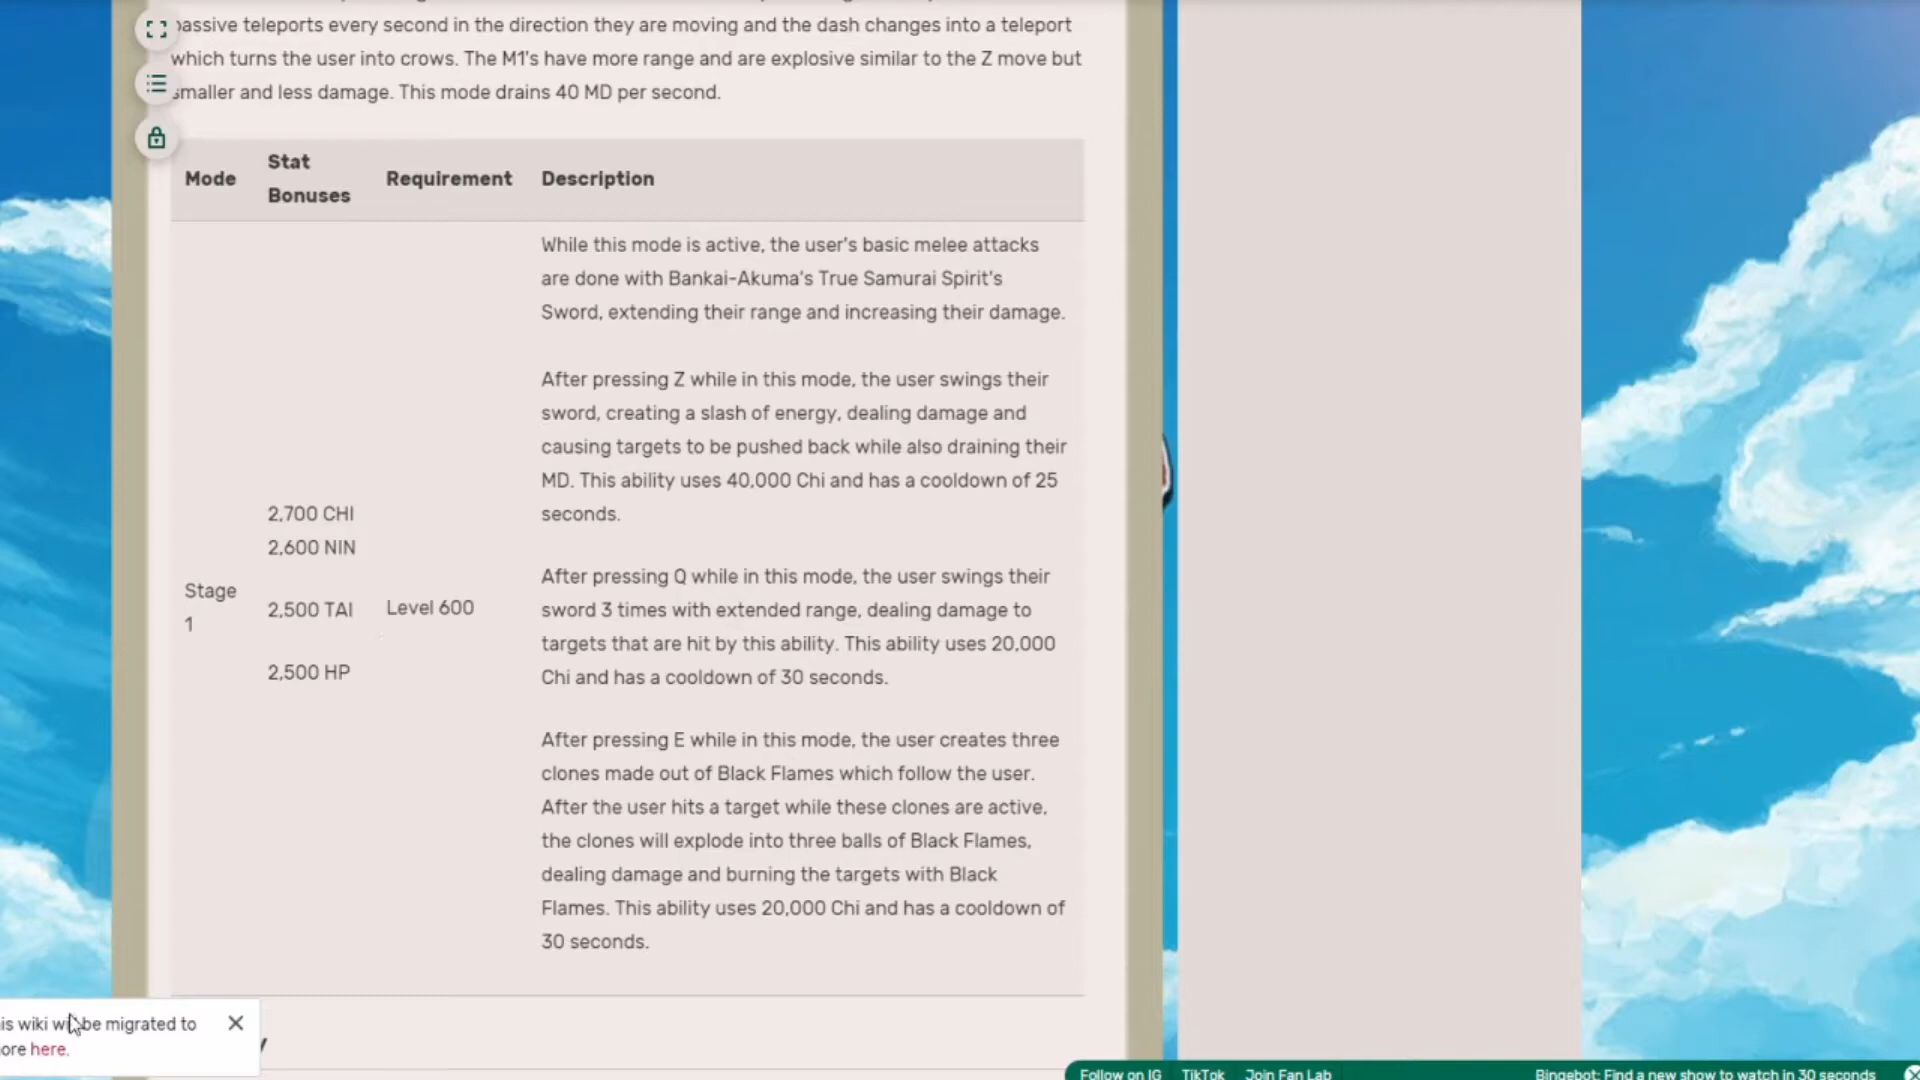 passive teleports every second in the direction they are moving and the dash changes into a teleport
which turns the user into crows. The M1's have more range and are explosive similar to the Z move but
smaller and less damage. This mode drains 40 MD per second.
Mode
Stat
Bonuses
Requirement
Description
Stage
1
2,700 CHI
2,600 NIN
2,500 TAI
2,500 HP
Level 600
While this mode is active, the user's basic melee attacks
are done with Bankai-Akuma's True Samurai Spirit's
Sword, extending their range and increasing their damage.
After pressing Z while in this mode, the user swings their
sword, creating a slash of energy, dealing damage and
causing targets to be pushed back while also draining their
MD. This ability uses 40,000 Chi and has a cooldown of 25
seconds.
After pressing Q while in this mode, the user swings their
sword 3 times with extended range, dealing damage to
targets that are hit by this ability. This ability uses 20,000
Chi and has a cooldown of 30 seconds.
After pressing E while in this mode, the user creates three
clones made out of Black Flames which follow the user.
After the user hits a target while these clones are active,
the clones will explode into three balls of Black Flames,
dealing damage and burning the targets with Black
Flames. This ability uses 20,000 Chi and has a cooldown of
30 seconds.
wiki will be migrated to
here.
Follow on IG TikTok Join Fan Lab
Bingebot: Find a new show to watch in 30 seconds